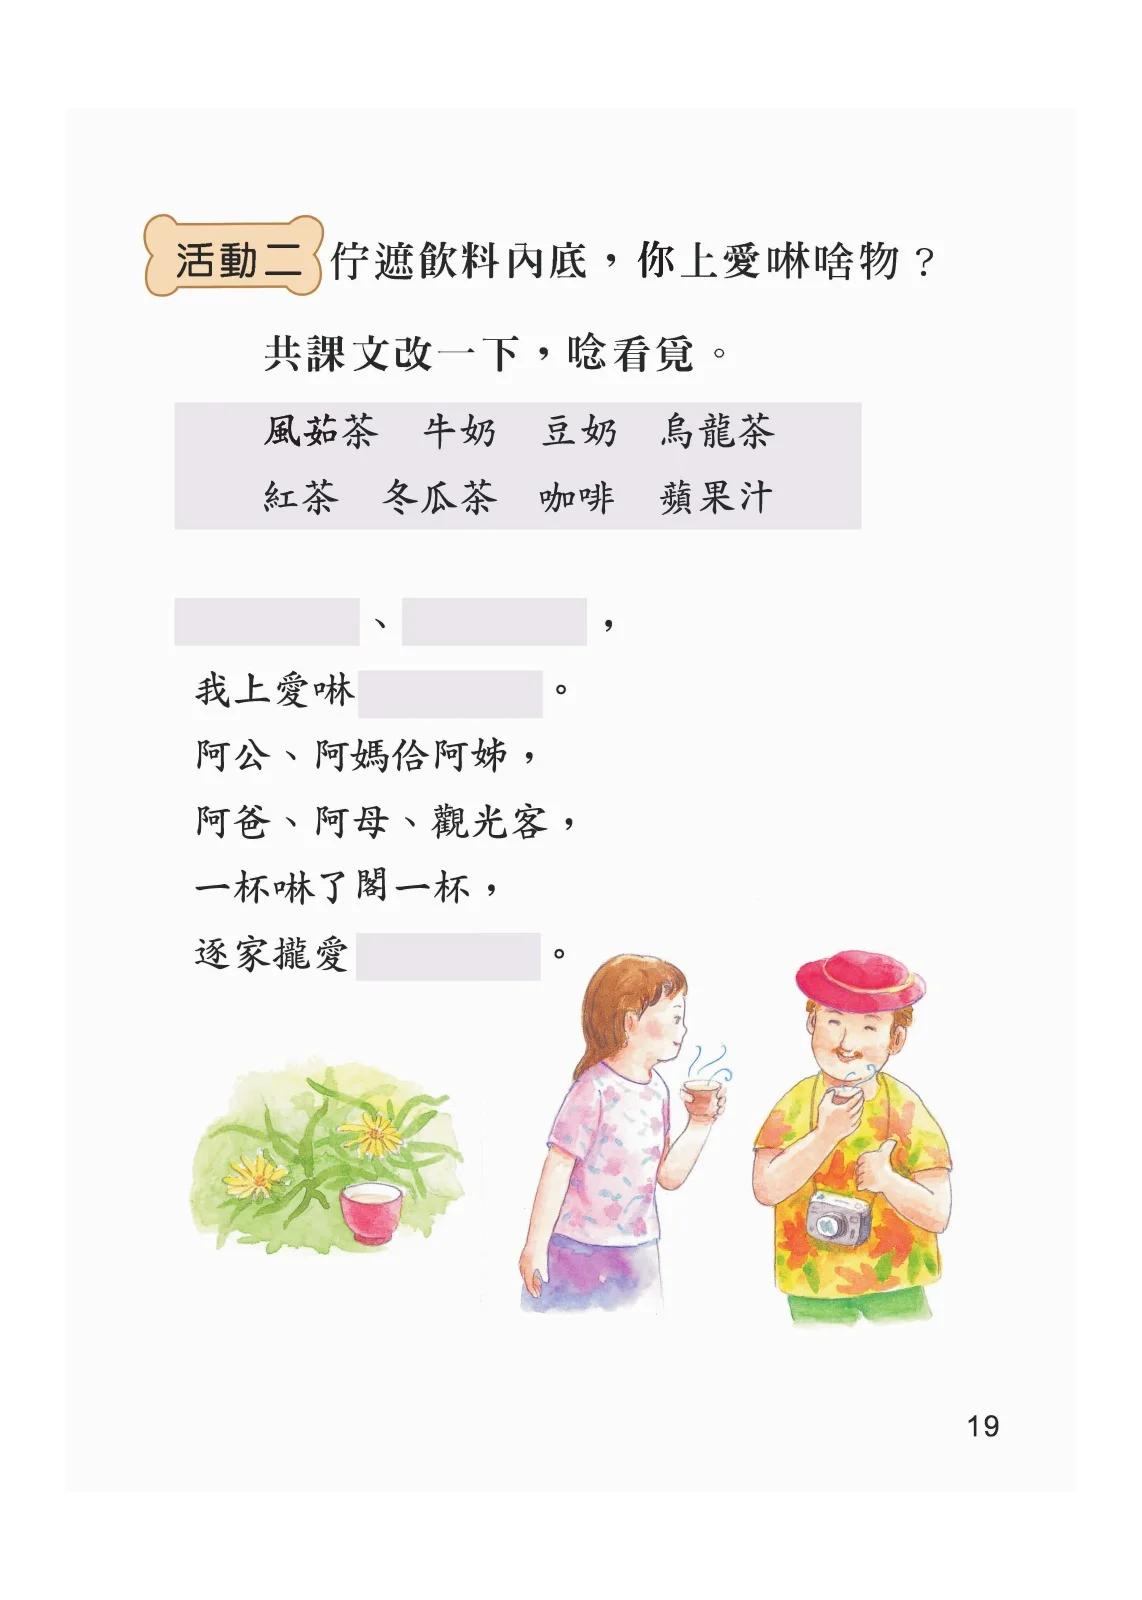 活動二 佇遮飲料內底，你上愛啉啥物？
共課文改一下，唸看覓。
風茹茶 牛奶 豆奶 烏龍茶
紅茶 冬瓜茶 咖啡 蘋果汁
、 ，
我上愛啉 。
阿公、阿媽佮阿姊，
阿爸、阿母、觀光客，
一杯啉了閣一杯，
逐家攏愛 。
19